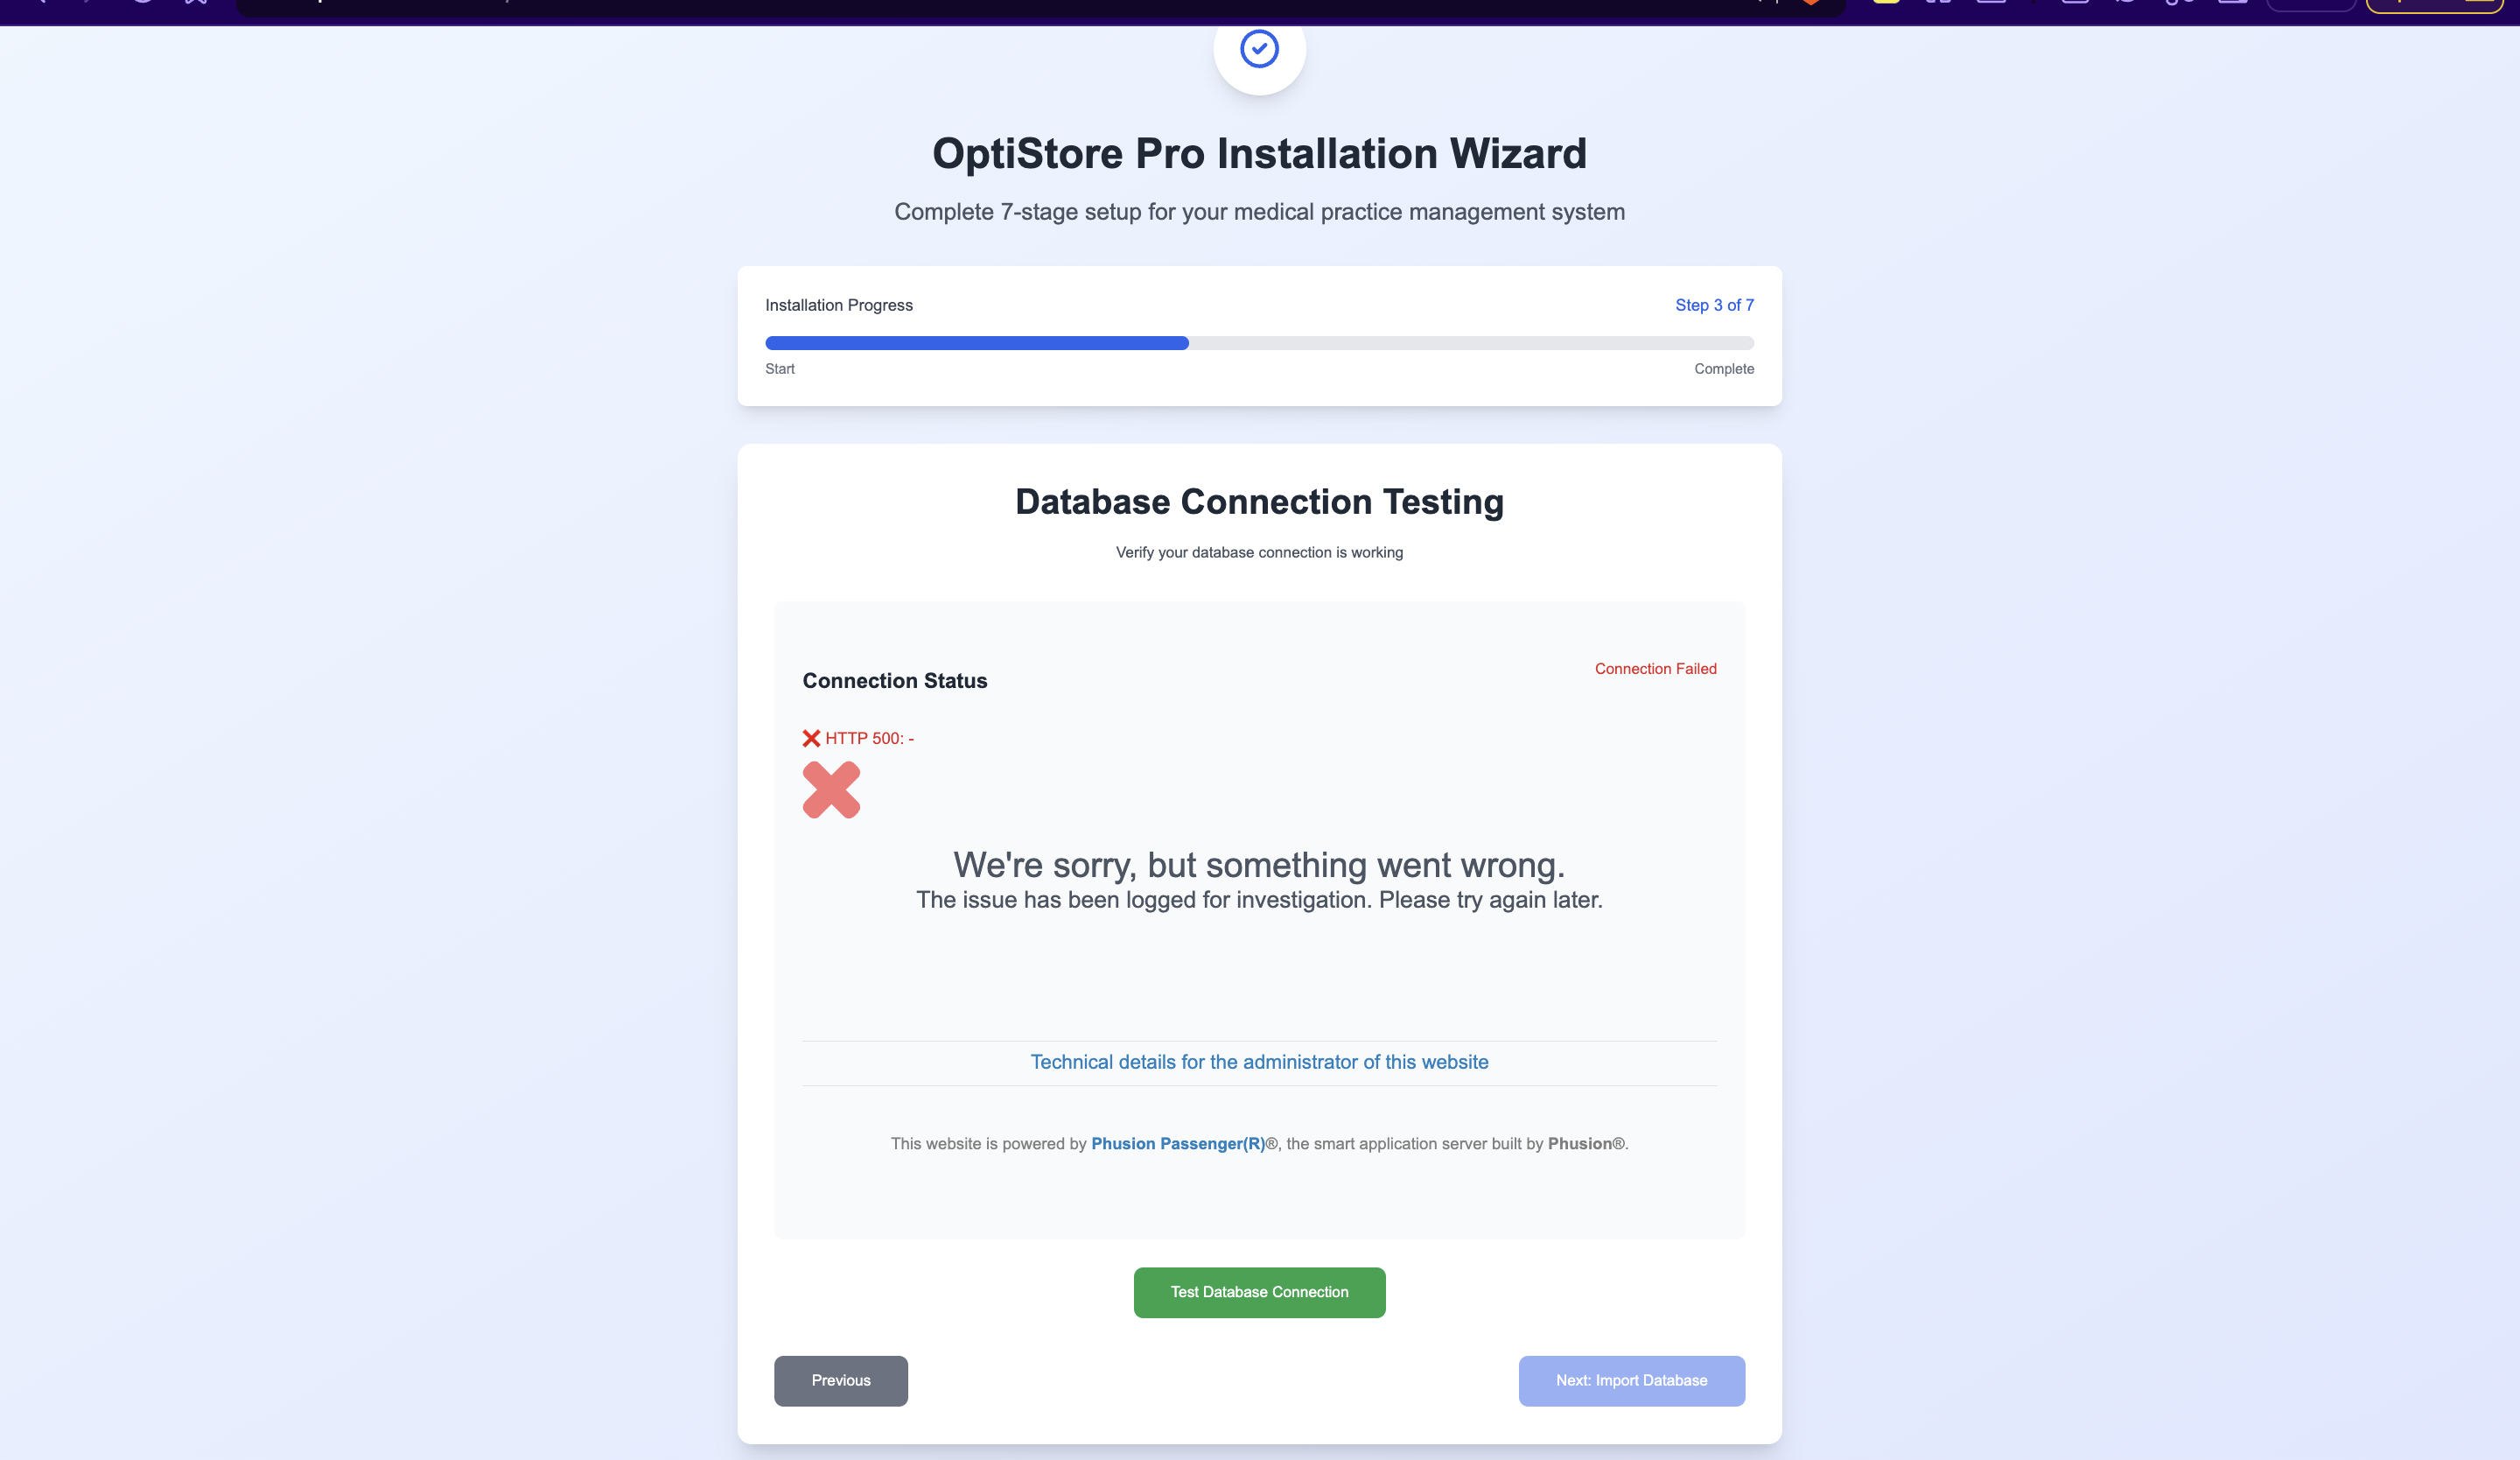 OptiStore Pro Installation Wizard
Complete 7-stage setup for your medical practice management system
Installation Progress
Step 3 of 7
Start
Complete
Database Connection Testing
Verify your database connection is working
Connection Status
Connection Failed
❌ HTTP 500: -
We're sorry, but something went wrong.
The issue has been logged for investigation. Please try again later.
Technical details for the administrator of this website
This website is powered by Phusion Passenger(R)®, the smart application server built by Phusion®.
Test Database Connection
Previous
Next: Import Database